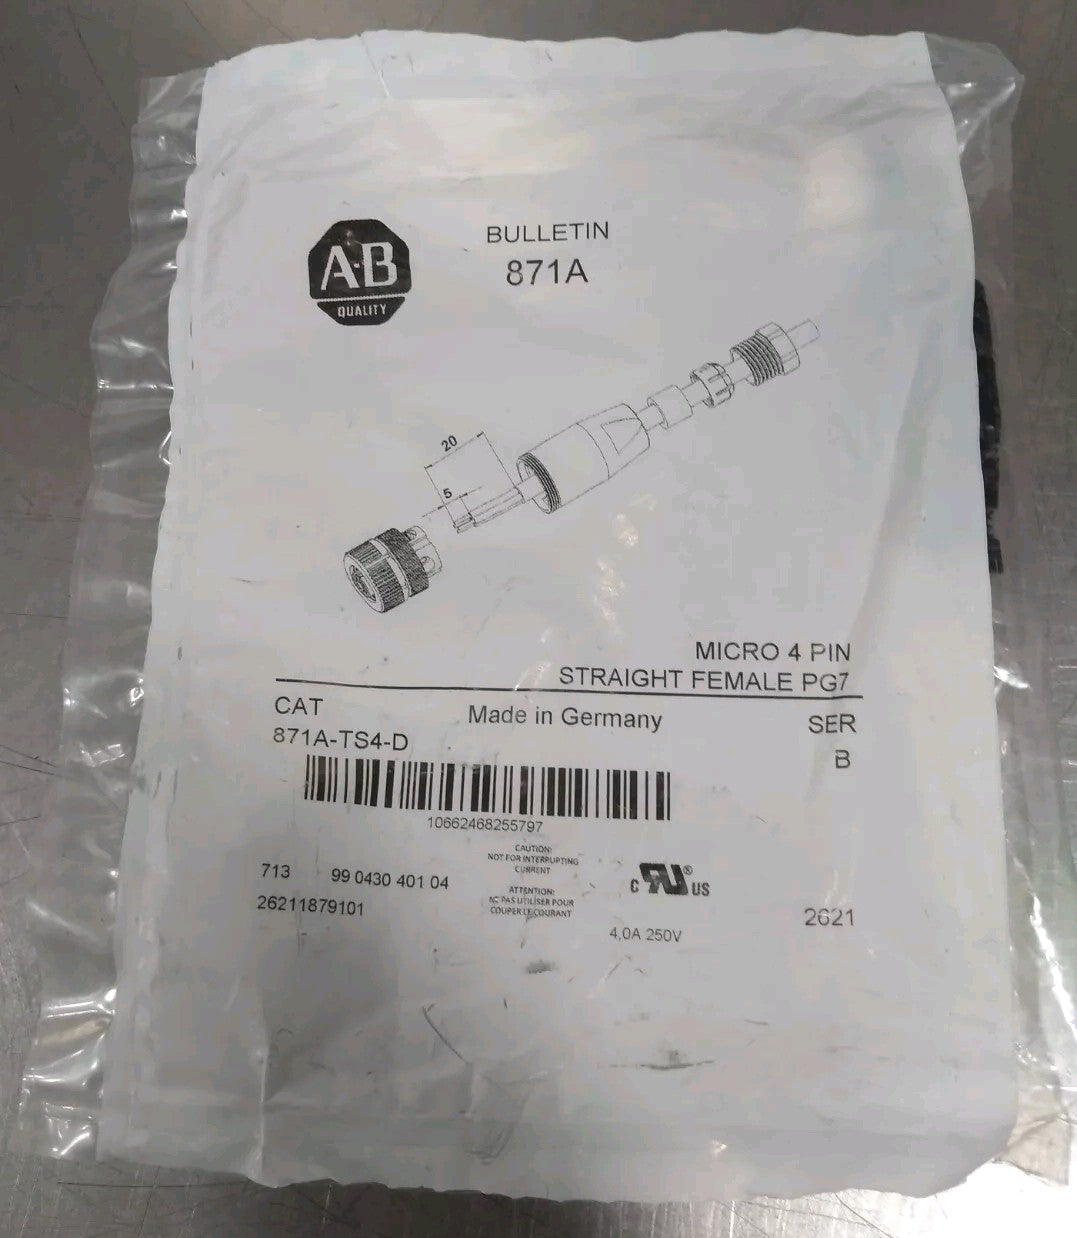 A-B
QUALITY
BULLETIN
871A
20
5
MICRO 4 PIN
STRAIGHT FEMALE PG7
CAT
Made in Germany
SER
871A-TS4-D
B
10662468255797
CAUTION:
NOT FOR INTERRUPTING
CURRENT
713 99 0430 401 04
C US ®
ATTENTION:
NC PAS UTILISER POUR
COUPER LE COURANT
26211879101
2621
4,0A 250V